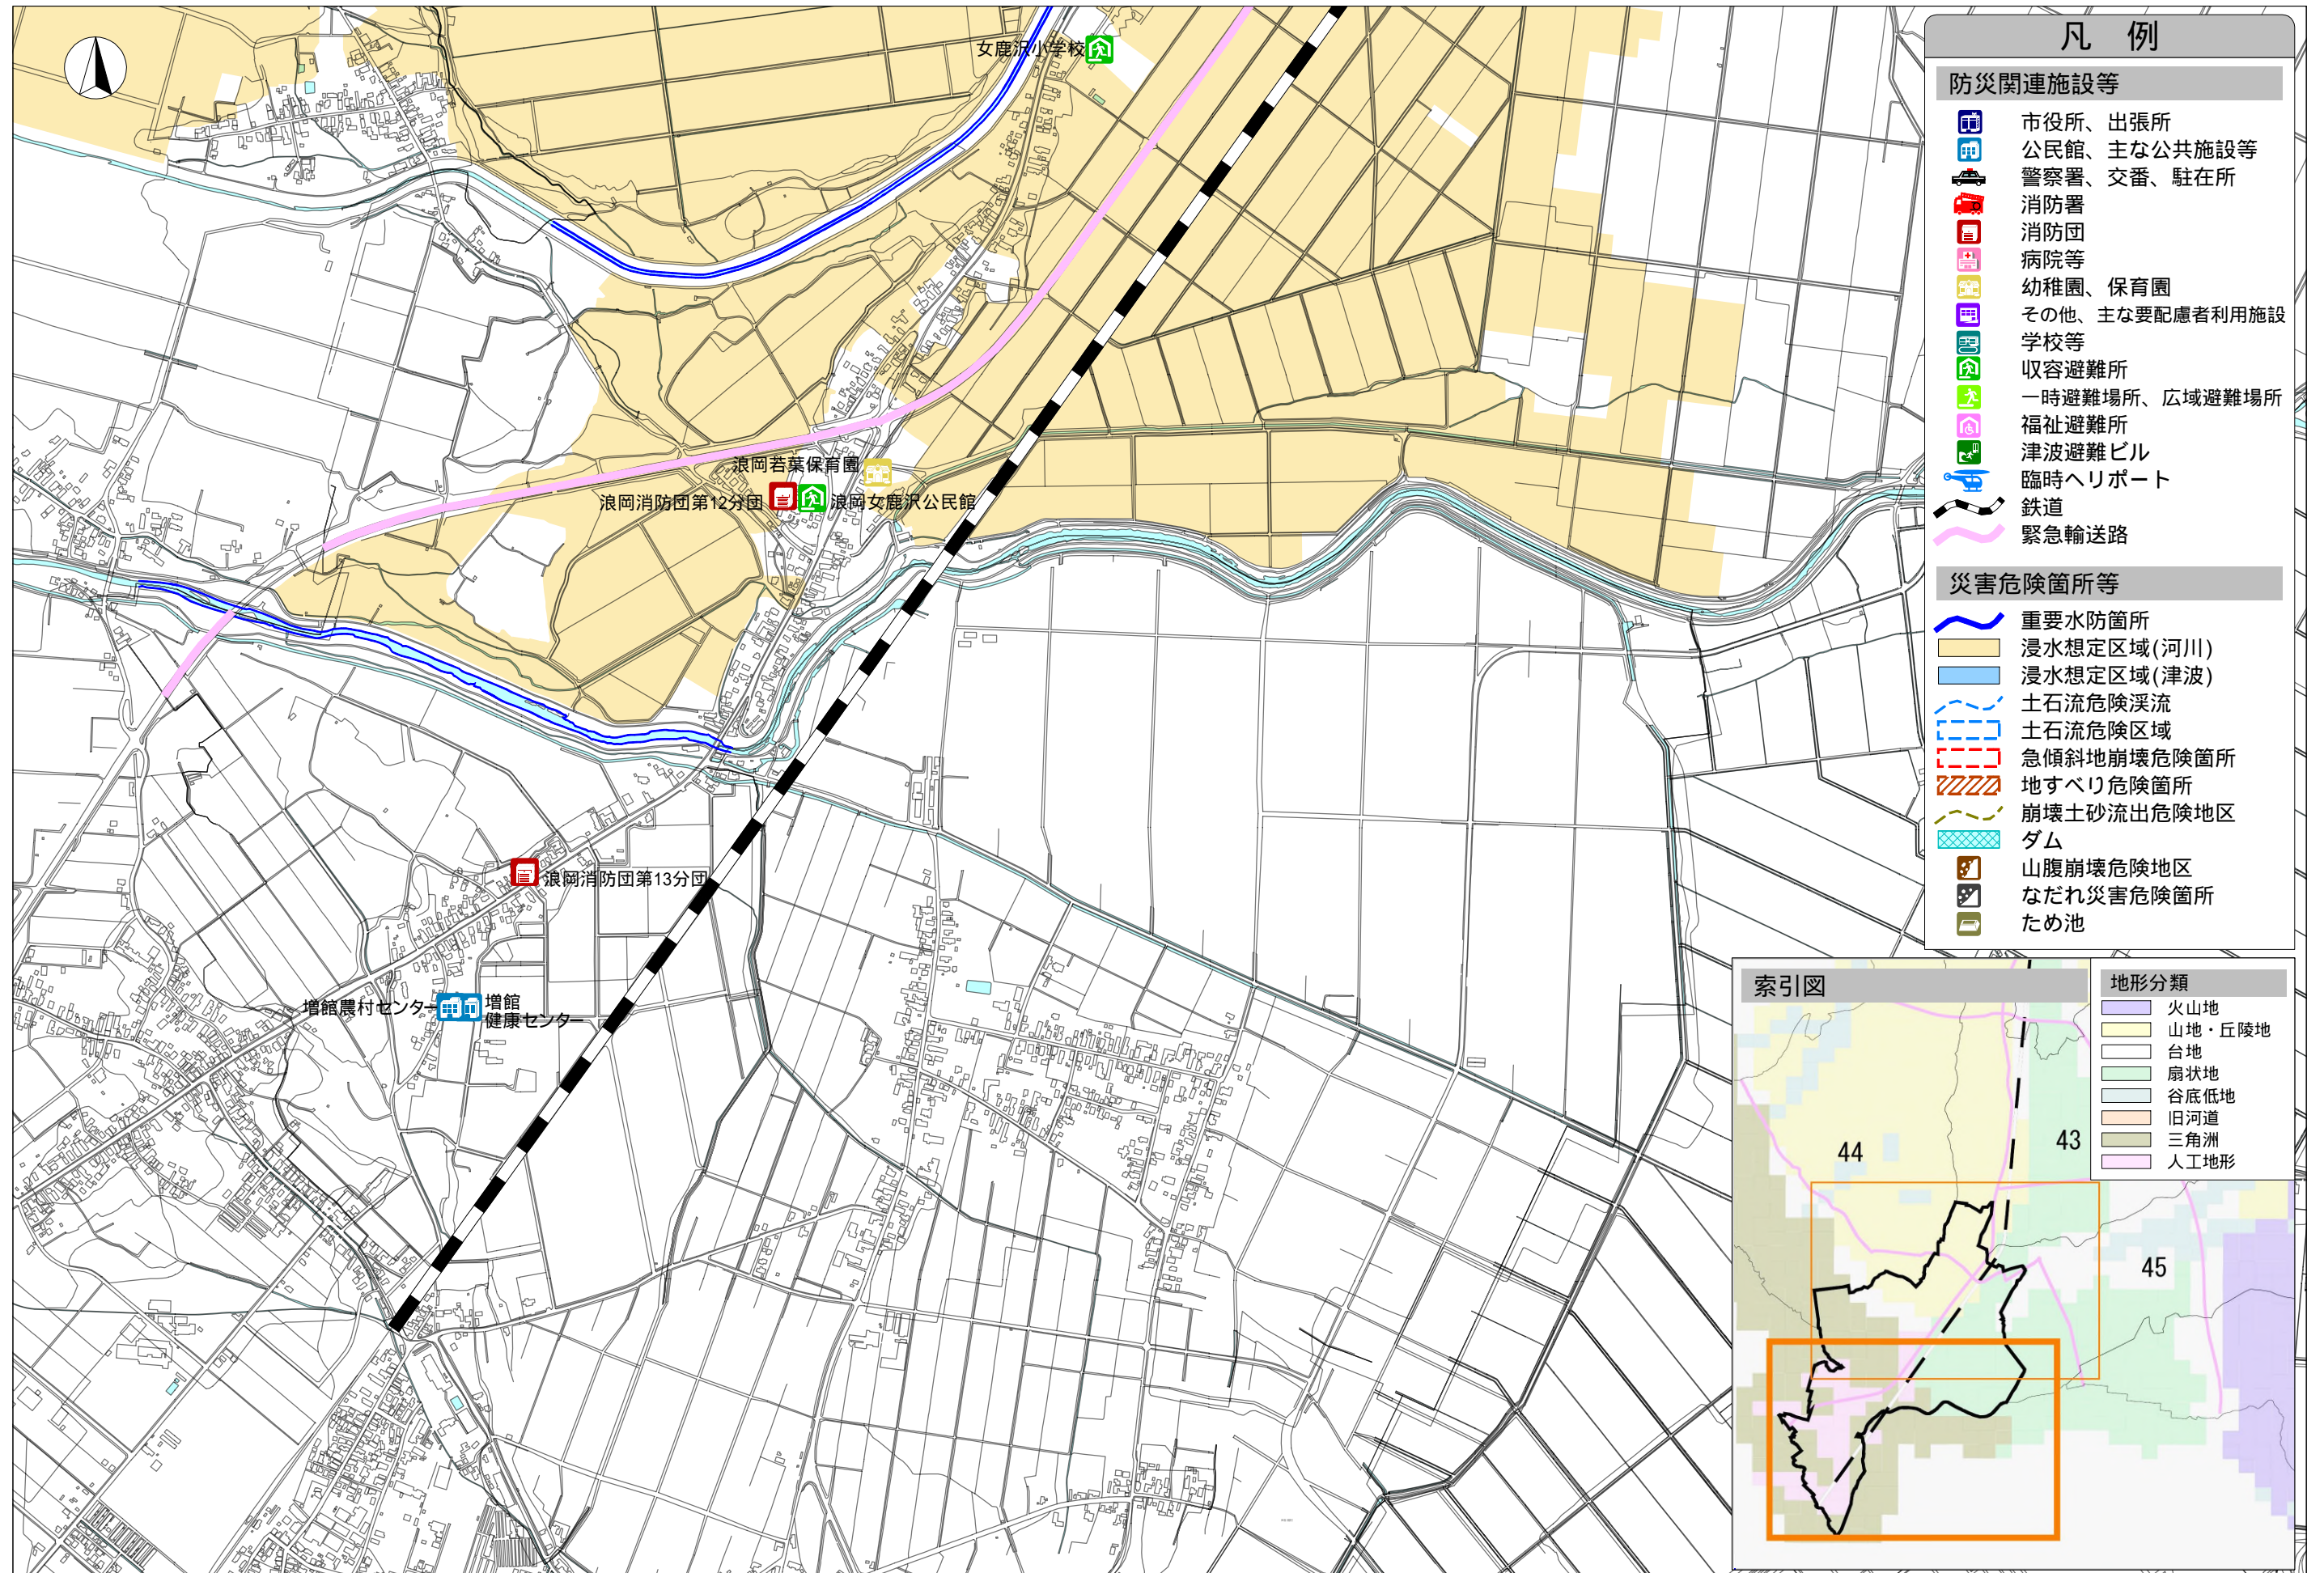 女鹿沢小学校
浪岡若葉保育園
浪岡消防団第12分団
浪岡女鹿沢公民館
浪岡消防団第13分団
増館農村センター
増館
健康センター
凡 例
防災関連施設等
市役所、出張所
公民館、主な公共施設等
警察署、交番、駐在所
消防署
消防団
病院等
幼稚園、保育園
その他、主な要配慮者利用施設
学校等
収容避難所
一時避難場所、広域避難場所
福祉避難所
津波避難ビル
臨時ヘリポート
鉄道
緊急輸送路
災害危険箇所等
重要水防箇所
浸水想定区域(河川)
浸水想定区域(津波)
土石流危険渓流
土石流危険区域
急傾斜地崩壊危険箇所
地すべり危険箇所
崩壊土砂流出危険地区
ダム
山腹崩壊危険地区
なだれ災害危険箇所
ため池
索引図
地形分類
火山地
山地・丘陵地
台地
扇状地
谷底低地
旧河道
三角洲
人工地形
44
43
45